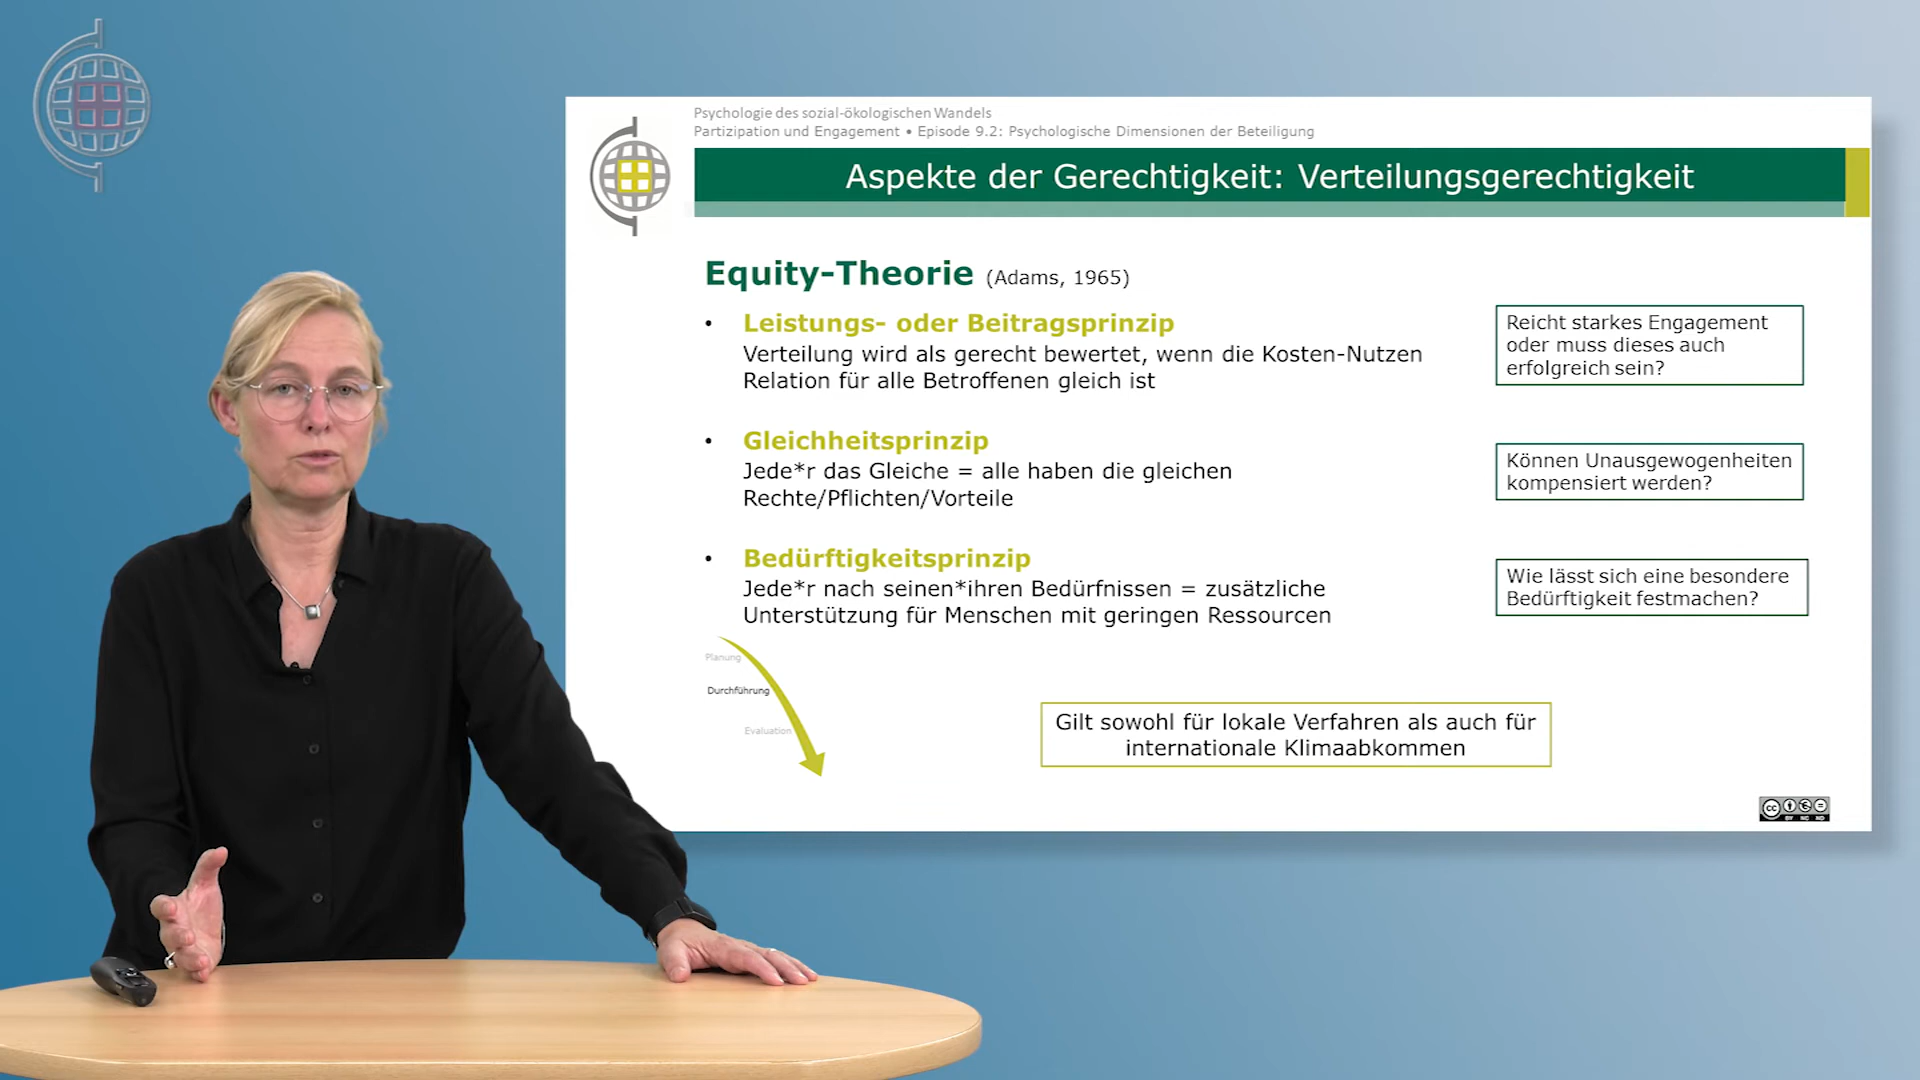 Psychologie des sozial-ökologischen Wandels
Partizipation und Engagement • Episode 9.2: Psychologische Dimensionen der Beteiligung
Aspekte der Gerechtigkeit: Verteilungsgerechtigkeit
Equity-Theorie (Adams, 1965)
• Leistungs- oder Beitragsprinzip
Verteilung wird als gerecht bewertet, wenn die Kosten-Nutzen
Relation für alle Betroffenen gleich ist
Reicht starkes Engagement
oder muss dieses auch
erfolgreich sein?
• Gleichheitsprinzip
Jede*r das Gleiche = alle haben die gleichen
Rechte/Pflichten/Vorteile
Können Unausgewogenheiten
kompensiert werden?
• Bedürftigkeitsprinzip
Jede*r nach seinen*ihren Bedürfnissen = zusätzliche
Unterstützung für Menschen mit geringen Ressourcen
Wie lässt sich eine besondere
Bedürftigkeit festmachen?
Planung
Durchführung
Evaluation
Gilt sowohl für lokale Verfahren als auch für
internationale Klimaabkommen
CC BY NC ND